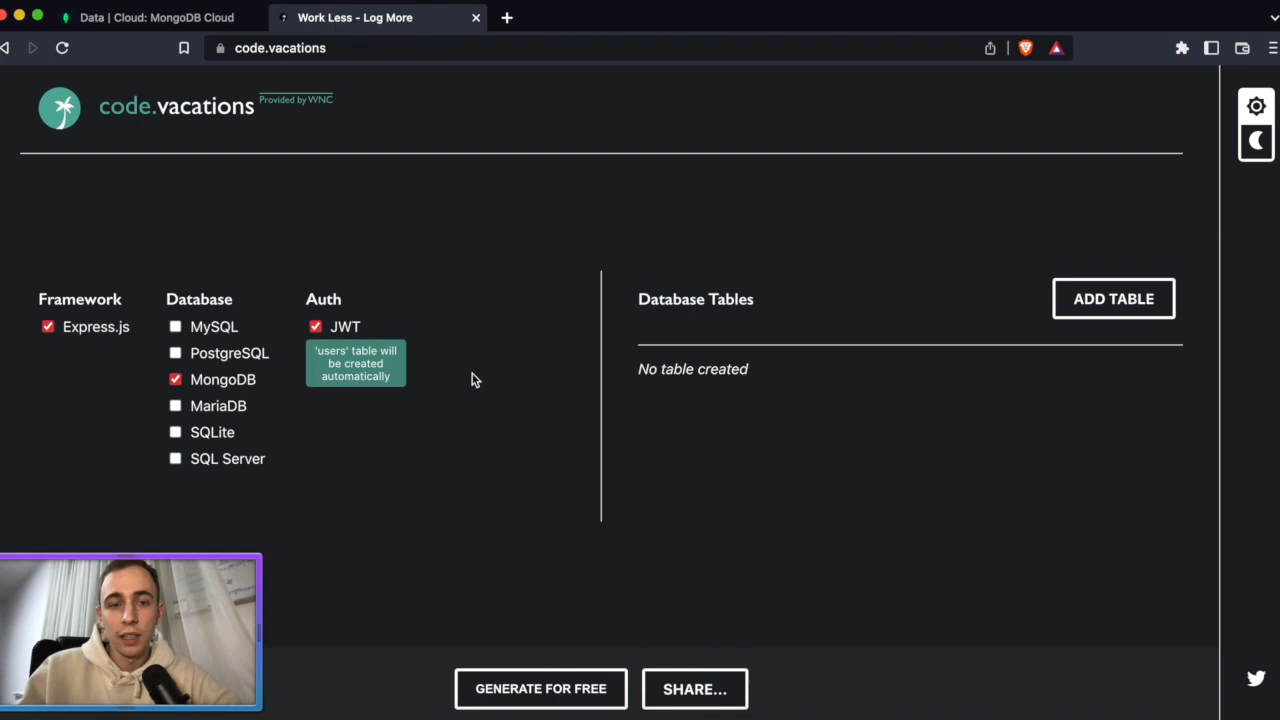 Data | Cloud: MongoDB Cloud
Work Less - Log More
code.vacations
code.vacations
Provided by WNC
Framework
Express.js
Database
MySQL
PostgreSQL
MongoDB
MariaDB
SQLite
SQL Server
Auth
JWT
'users' table will
be created
automatically
Database Tables
ADD TABLE
No table created
GENERATE FOR FREE
SHARE...